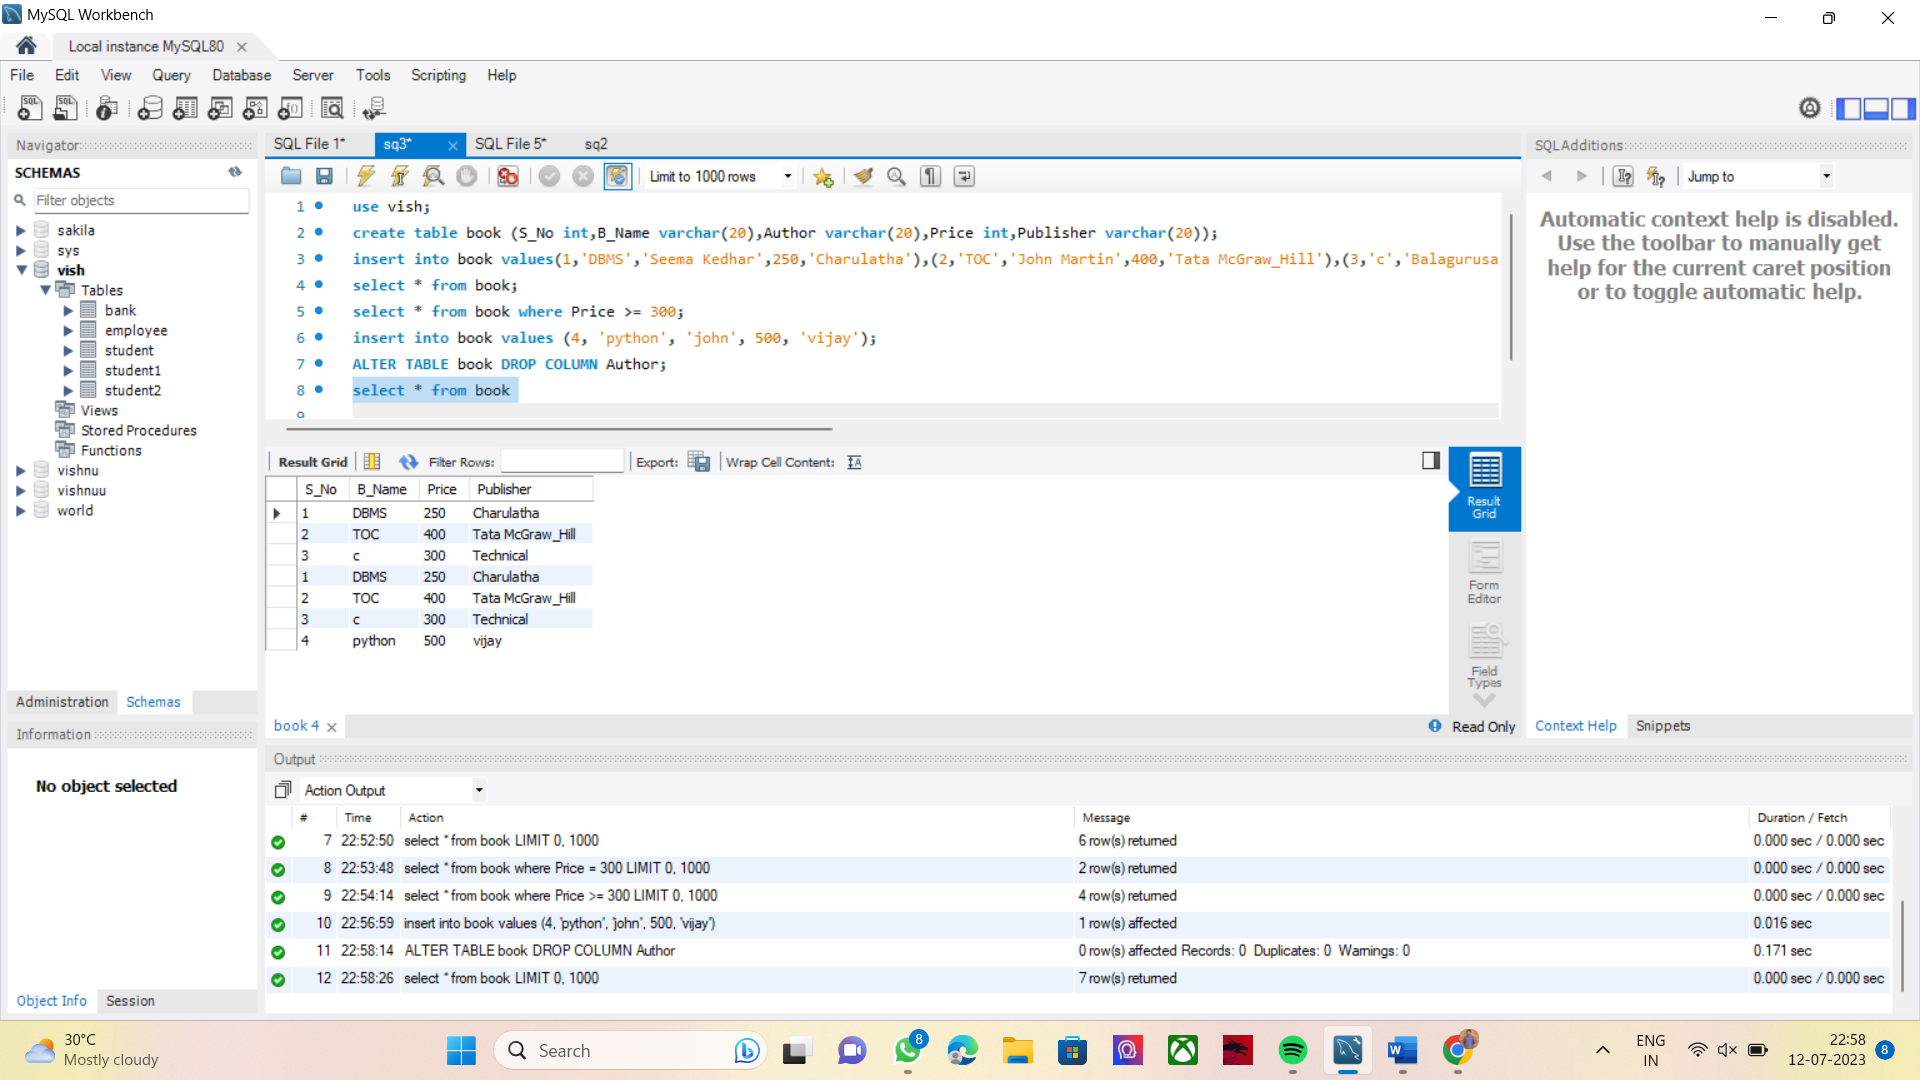 MySQL Workbench
Local instance MySQL80
File Edit View Query Database Server Tools Scripting Help
Navigator
SCHEMAS
Filter objects
sakila
sys
vish
Tables
bank
employee
student
student1
student2
Views
Stored Procedures
Functions
vishnu
vishnuu
world
Administration Schemas
Information
No object selected
Object Info Session
SQL File 1* sq3* SQL File 5* sq2
Limit to 1000 rows
1 use vish;
2 create table book (S_No int,B_Name varchar(20),Author varchar(20),Price int,Publisher varchar(20));
3 insert into book values(1,'DBMS','Seema Kedhar',250,'Charulatha'),(2,'TOC','John Martin',400,'Tata McGraw_Hill'),(3,'c','Balagurusa
4 select * from book;
5 select * from book where Price >= 300;
6 insert into book values (4, 'python', 'john', 500, 'vijay');
7 ALTER TABLE book DROP COLUMN Author;
8 select * from book
9
Result Grid Filter Rows: Export: Wrap Cell Content:
S_No B_Name Price Publisher
1 DBMS 250 Charulatha
2 TOC 400 Tata McGraw_Hill
3 c 300 Technical
1 DBMS 250 Charulatha
2 TOC 400 Tata McGraw_Hill
3 c 300 Technical
4 python 500 vijay
Result
Grid
Form
Editor
Field
Types
book 4
Read Only
SQLAdditions
Jump to
Automatic context help is disabled.
Use the toolbar to manually get
help for the current caret position
or to toggle automatic help.
Context Help Snippets
Output
Action Output
# Time Action Message Duration / Fetch
7 22:52:50 select * from book LIMIT 0, 1000 6 row(s) returned 0.000 sec / 0.000 sec
8 22:53:48 select * from book where Price = 300 LIMIT 0, 1000 2 row(s) returned 0.000 sec / 0.000 sec
9 22:54:14 select * from book where Price >= 300 LIMIT 0, 1000 4 row(s) returned 0.000 sec / 0.000 sec
10 22:56:59 insert into book values (4, 'python', 'john', 500, 'vijay') 1 row(s) affected 0.016 sec
11 22:58:14 ALTER TABLE book DROP COLUMN Author 0 row(s) affected Records: 0 Duplicates: 0 Warnings: 0 0.171 sec
12 22:58:26 select * from book LIMIT 0, 1000 7 row(s) returned 0.000 sec / 0.000 sec
30°C
Mostly cloudy
Search
8
ENG
IN
22:58
12-07-2023
8